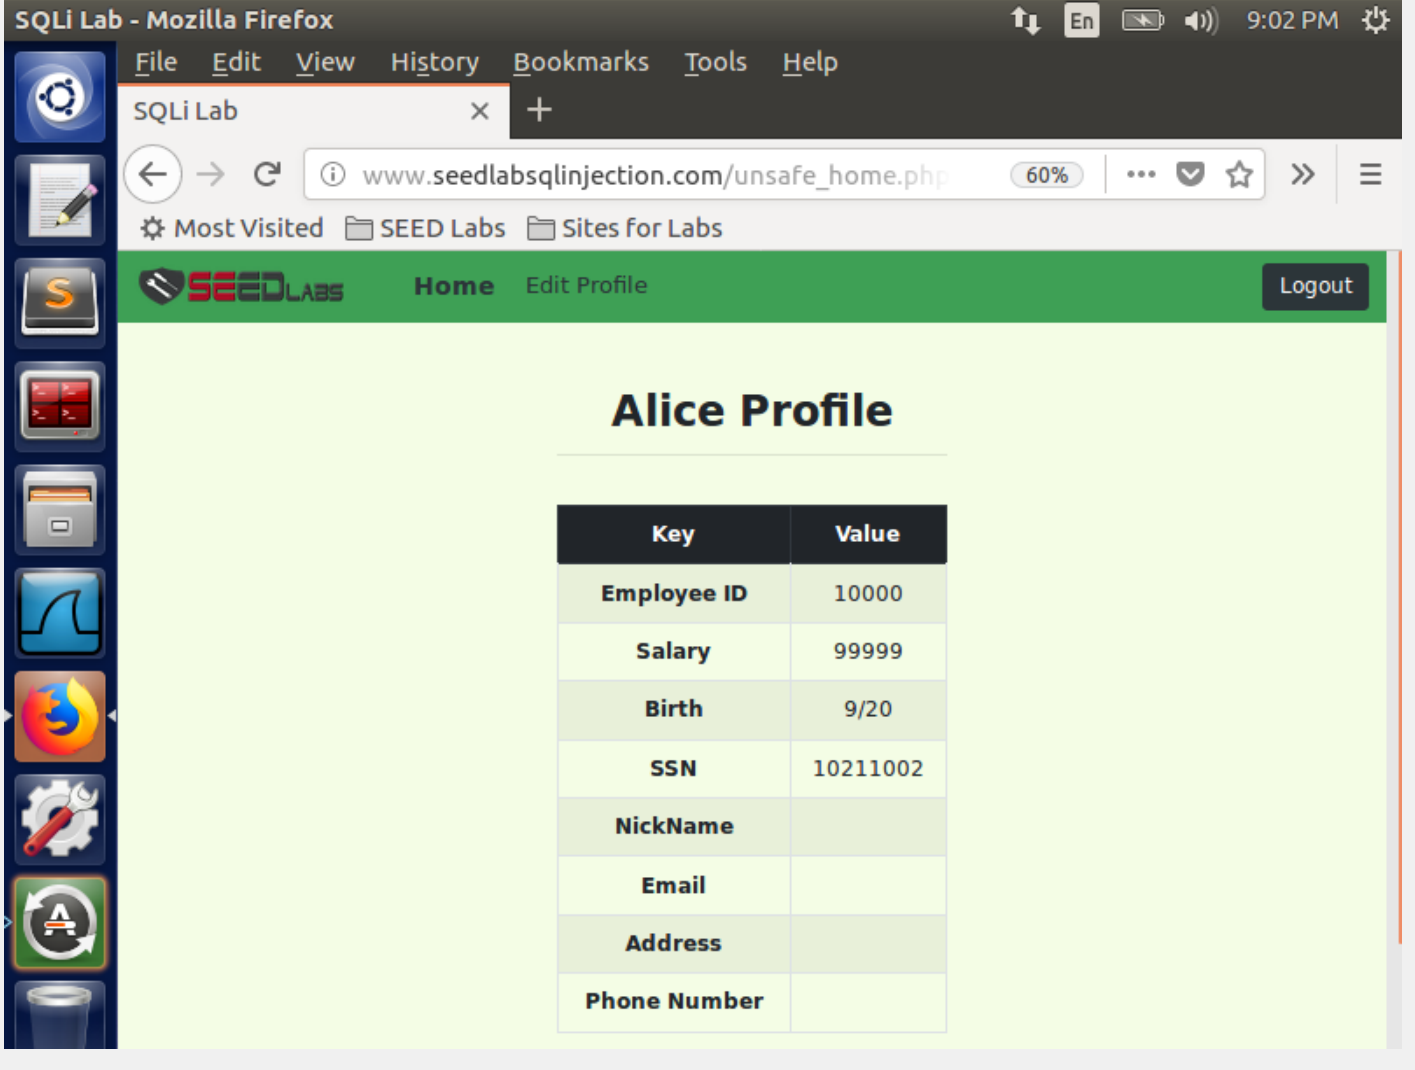 SQLi Lab - Mozilla Firefox En 9:02 PM
File Edit View History Bookmarks Tools Help
SQLi Lab
www.seedlabsqlinjection.com/unsafe_home.php 60%
Most Visited SEED Labs Sites for Labs
SEEDLABS Home Edit Profile Logout
Alice Profile
Key Value
Employee ID 10000
Salary 99999
Birth 9/20
SSN 10211002
NickName
Email
Address
Phone Number